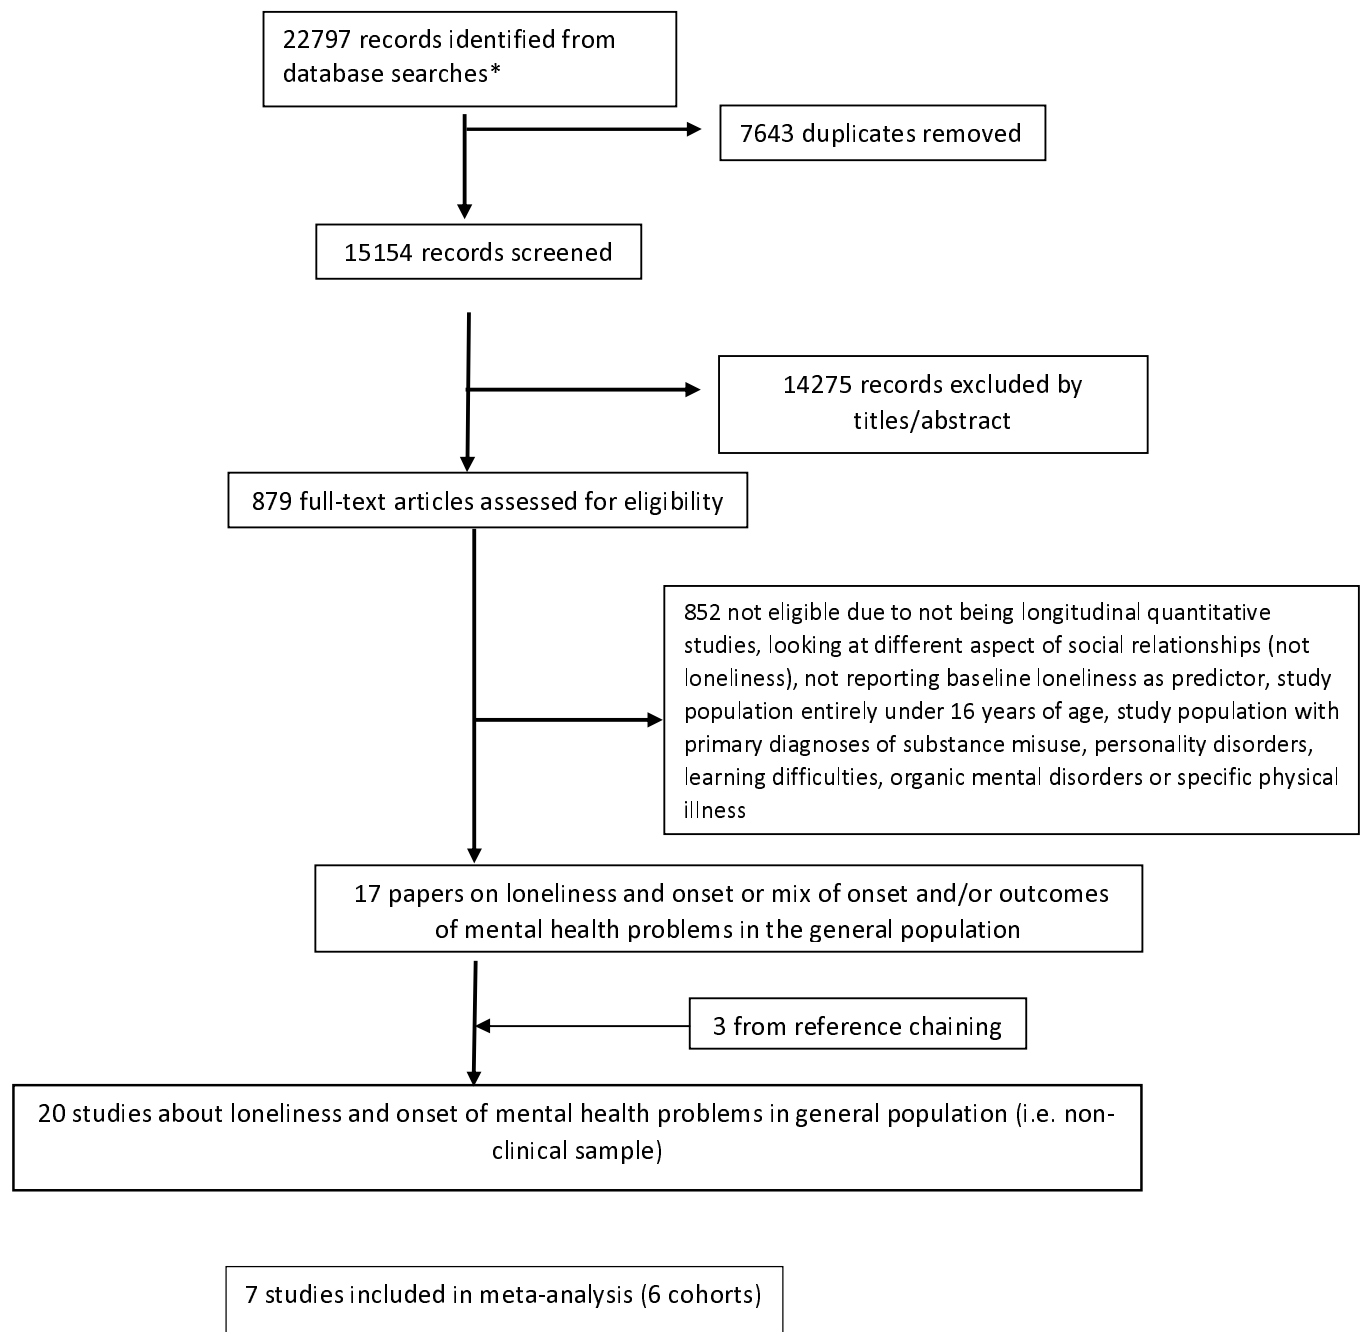 22797 records identified from
database searches*
7643 duplicates removed
15154 records screened
14275 records excluded by
titles/abstract
879 full-text articles assessed for eligibility
852 not eligible due to not being longitudinal quantitative
studies, looking at different aspect of social relationships (not
loneliness), not reporting baseline loneliness as predictor, study
population entirely under 16 years of age, study population with
primary diagnoses of substance misuse, personality disorders,
learning difficulties, organic mental disorders or specific physical
illness
17 papers on loneliness and onset or mix of onset and/or outcomes
of mental health problems in the general population
3 from reference chaining
20 studies about loneliness and onset of mental health problems in general population (i.e. non-
clinical sample)
7 studies included in meta-analysis (6 cohorts)